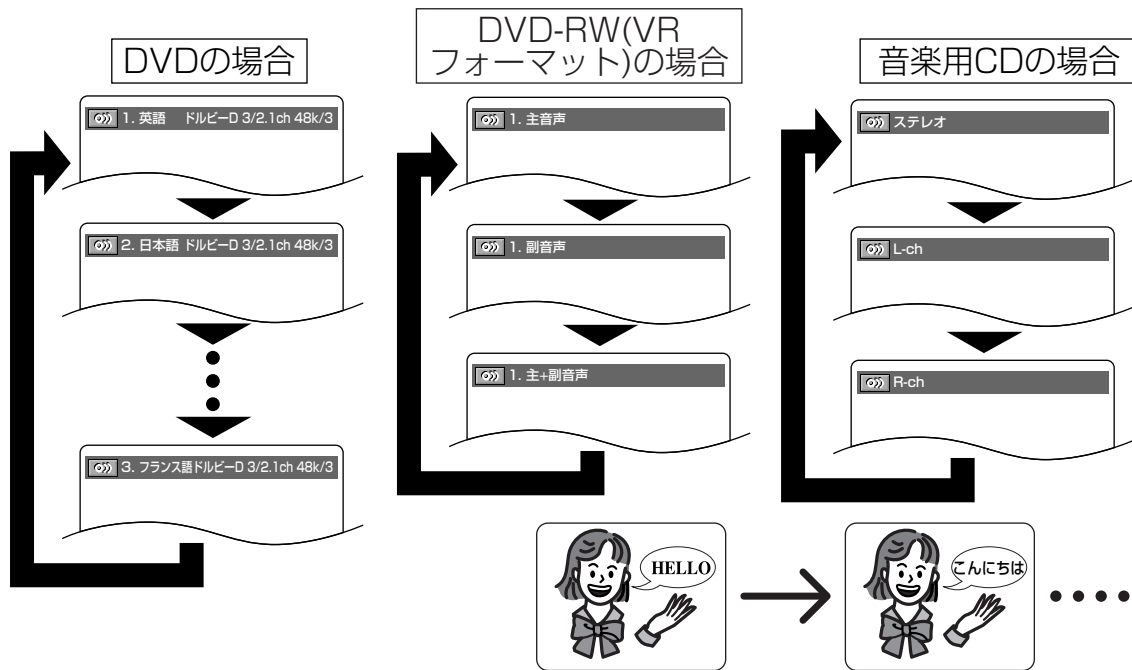 DVDの場合
1. 英語 ドルビーD 3/2.1ch 48k/3
2. 日本語 ドルビーD 3/2.1ch 48k/3
3. フランス語ドルビーD 3/2.1ch 48k/3
DVD-RW(VR
フォーマット)の場合
1. 主音声
1. 副音声
1. 主+副音声
音楽用CDの場合
ステレオ
L-ch
R-ch
HELLO
こんにちは